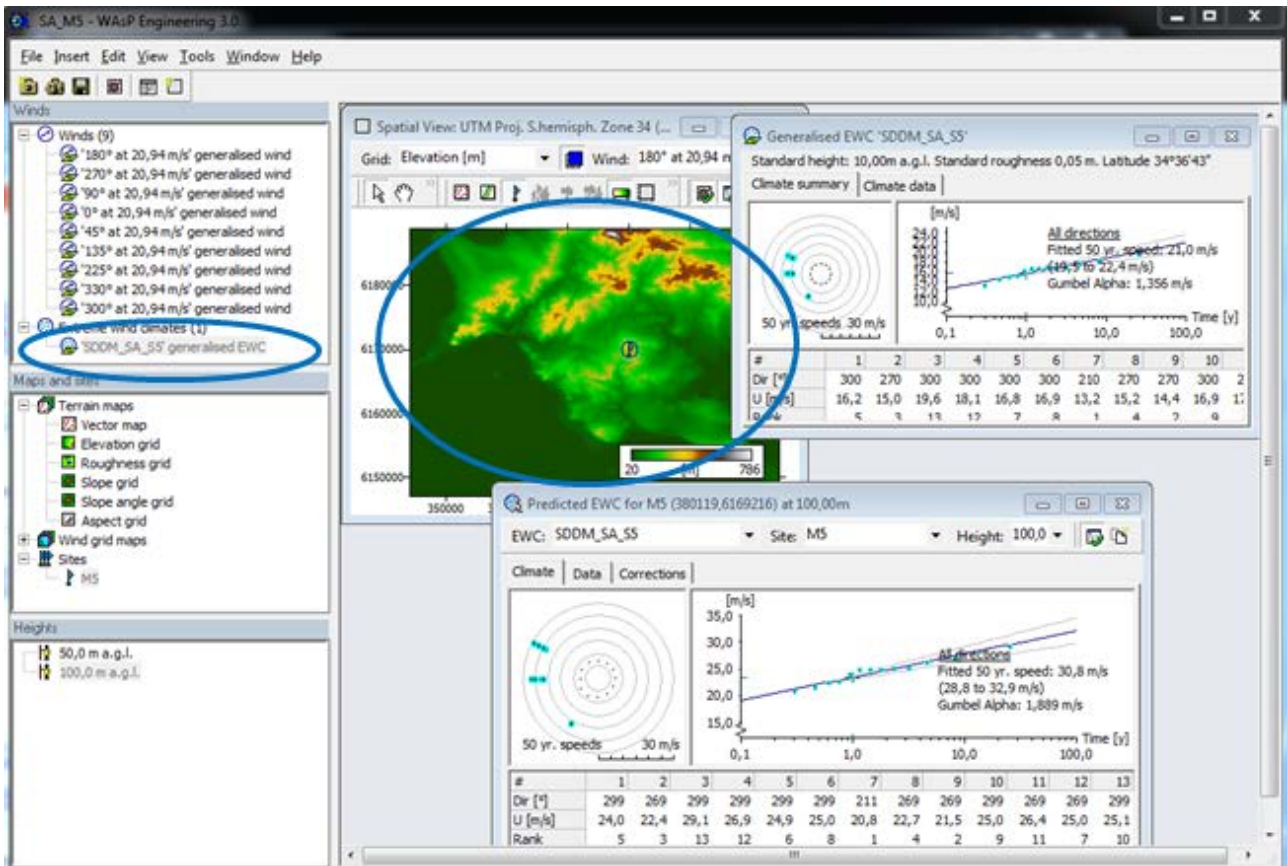 SA_M5 - WAsP Engineering 3.0
File Insert Edit View Tools Window Help
Winds
Winds (9)
'180° at 20,94 m/s' generalised wind
'270° at 20,94 m/s' generalised wind
'90° at 20,94 m/s' generalised wind
'0° at 20,94 m/s' generalised wind
'45° at 20,94 m/s' generalised wind
'135° at 20,94 m/s' generalised wind
'225° at 20,94 m/s' generalised wind
'330° at 20,94 m/s' generalised wind
'300° at 20,94 m/s' generalised wind
Extreme wind climates (1)
'SDDM_SA_S5' generalised EWC
Maps and sites
Terrain maps
Vector map
Elevation grid
Roughness grid
Slope grid
Slope angle grid
Aspect grid
Wind grid maps
Sites
M5
Heights
50,0 m a.g.l.
100,0 m a.g.l.
Spatial View: UTM Proj. S.hemisph. Zone 34 (...
Grid: Elevation [m] Wind: 180° at 20,94 m
6180000
6170000
6160000
6150000
350000
20 [m] 786
Generalised EWC 'SDDM_SA_S5'
Standard height: 10,00m a.g.l. Standard roughness 0,05 m. Latitude 34°36'43"
Climate summary Climate data
50 yr. speeds 30 m/s
[m/s]
24,0
22,0
20,0
18,0
16,0
14,0
12,0
10,0
All directions
Fitted 50 yr. speed: 21,0 m/s
(19,5 to 22,4 m/s)
Gumbel Alpha: 1,356 m/s
Time [y]
0,1 1,0 10,0 100,0
# 1 2 3 4 5 6 7 8 9 10
Dir [°] 300 270 300 300 300 300 210 270 270 300 2
U [m/s] 16,2 15,0 19,6 18,1 16,8 16,9 13,2 15,2 14,4 16,9 17
Rank 5 3 13 12 7 8 1 4 2 9
Predicted EWC for M5 (380119,6169216) at 100,00m
EWC: SDDM_SA_S5 Site: M5 Height: 100,0
Climate Data Corrections
50 yr. speeds 30 m/s
[m/s]
35,0
30,0
25,0
20,0
15,0
All directions
Fitted 50 yr. speed: 30,8 m/s
(28,8 to 32,9 m/s)
Gumbel Alpha: 1,889 m/s
Time [y]
0,1 1,0 10,0 100,0
# 1 2 3 4 5 6 7 8 9 10 11 12 13
Dir [°] 299 269 299 299 299 299 211 269 269 299 269 269 299
U [m/s] 24,0 22,4 29,1 26,9 24,9 25,0 20,8 22,7 21,5 25,0 26,4 25,0 25,1
Rank 5 3 13 12 6 8 1 4 2 9 11 7 10